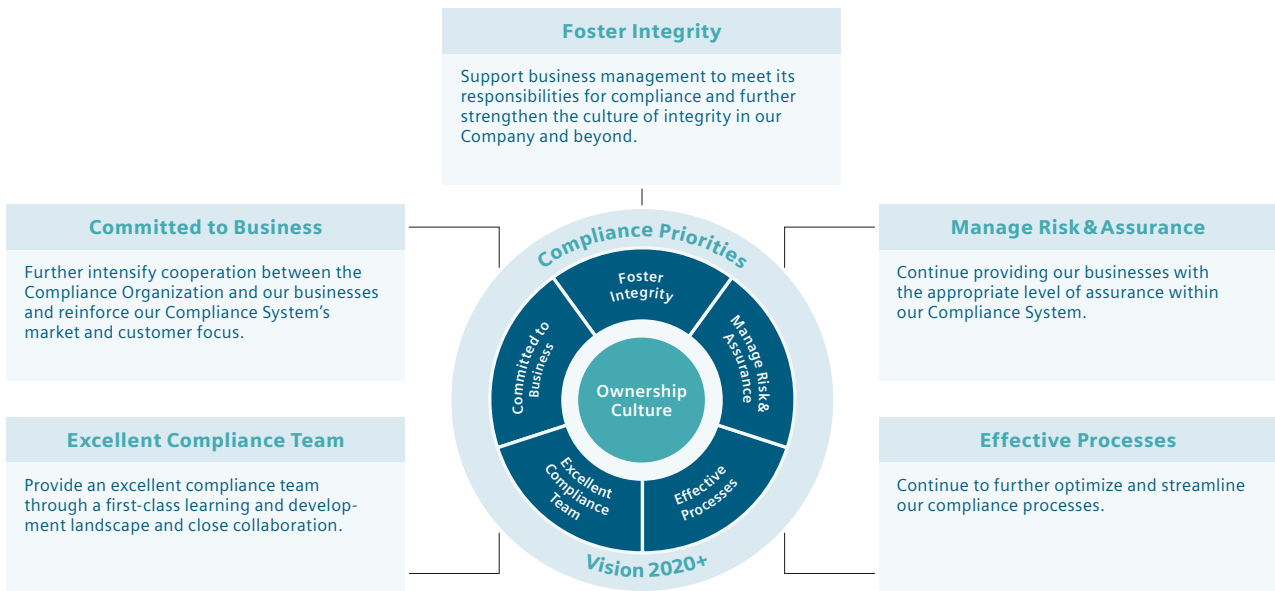 Foster Integrity
Support business management to meet its
responsibilities for compliance and further
strengthen the culture of integrity in our
Company and beyond.
Committed to Business
Further intensify cooperation between the
Compliance Organization and our businesses
and reinforce our Compliance System’s
market and customer focus.
Manage Risk & Assurance
Continue providing our businesses with
the appropriate level of assurance within
our Compliance System.
Excellent Compliance Team
Provide an excellent compliance team
through a first-class learning and develop-
ment landscape and close collaboration.
Effective Processes
Continue to further optimize and streamline
our compliance processes.
Compliance Priorities
Foster
Integrity
Manage Risk &
Assurance
Effective
Processes
Excellent
Compliance
Team
Committed to
Business
Ownership
Culture
Vision 2020+